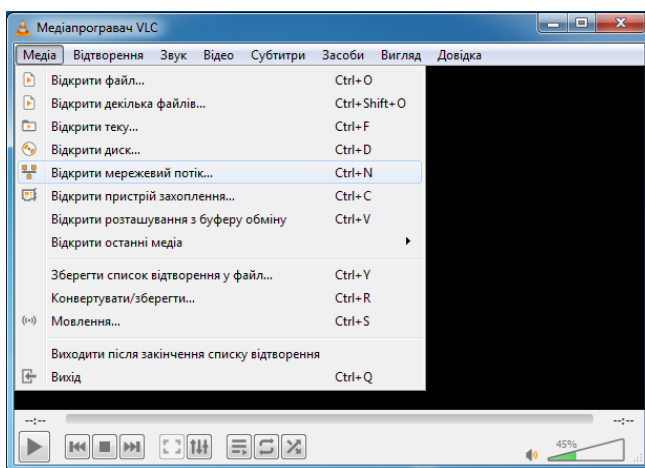 Медіапрогравач VLC
Медіа Відтворення Звук Відео Субтитри Засоби Вигляд Довідка
Відкрити файл... Ctrl+O
Відкрити декілька файлів... Ctrl+Shift+O
Відкрити теку... Ctrl+F
Відкрити диск... Ctrl+D
Відкрити мережевий потік... Ctrl+N
Відкрити пристрій захоплення... Ctrl+C
Відкрити розташування з буферу обміну Ctrl+V
Відкрити останні медіа
Зберегти список відтворення у файл... Ctrl+Y
Конвертувати/зберегти... Ctrl+R
Мовлення... Ctrl+S
Виходити після закінчення списку відтворення
Вихід Ctrl+Q
--:-- --:--
45%